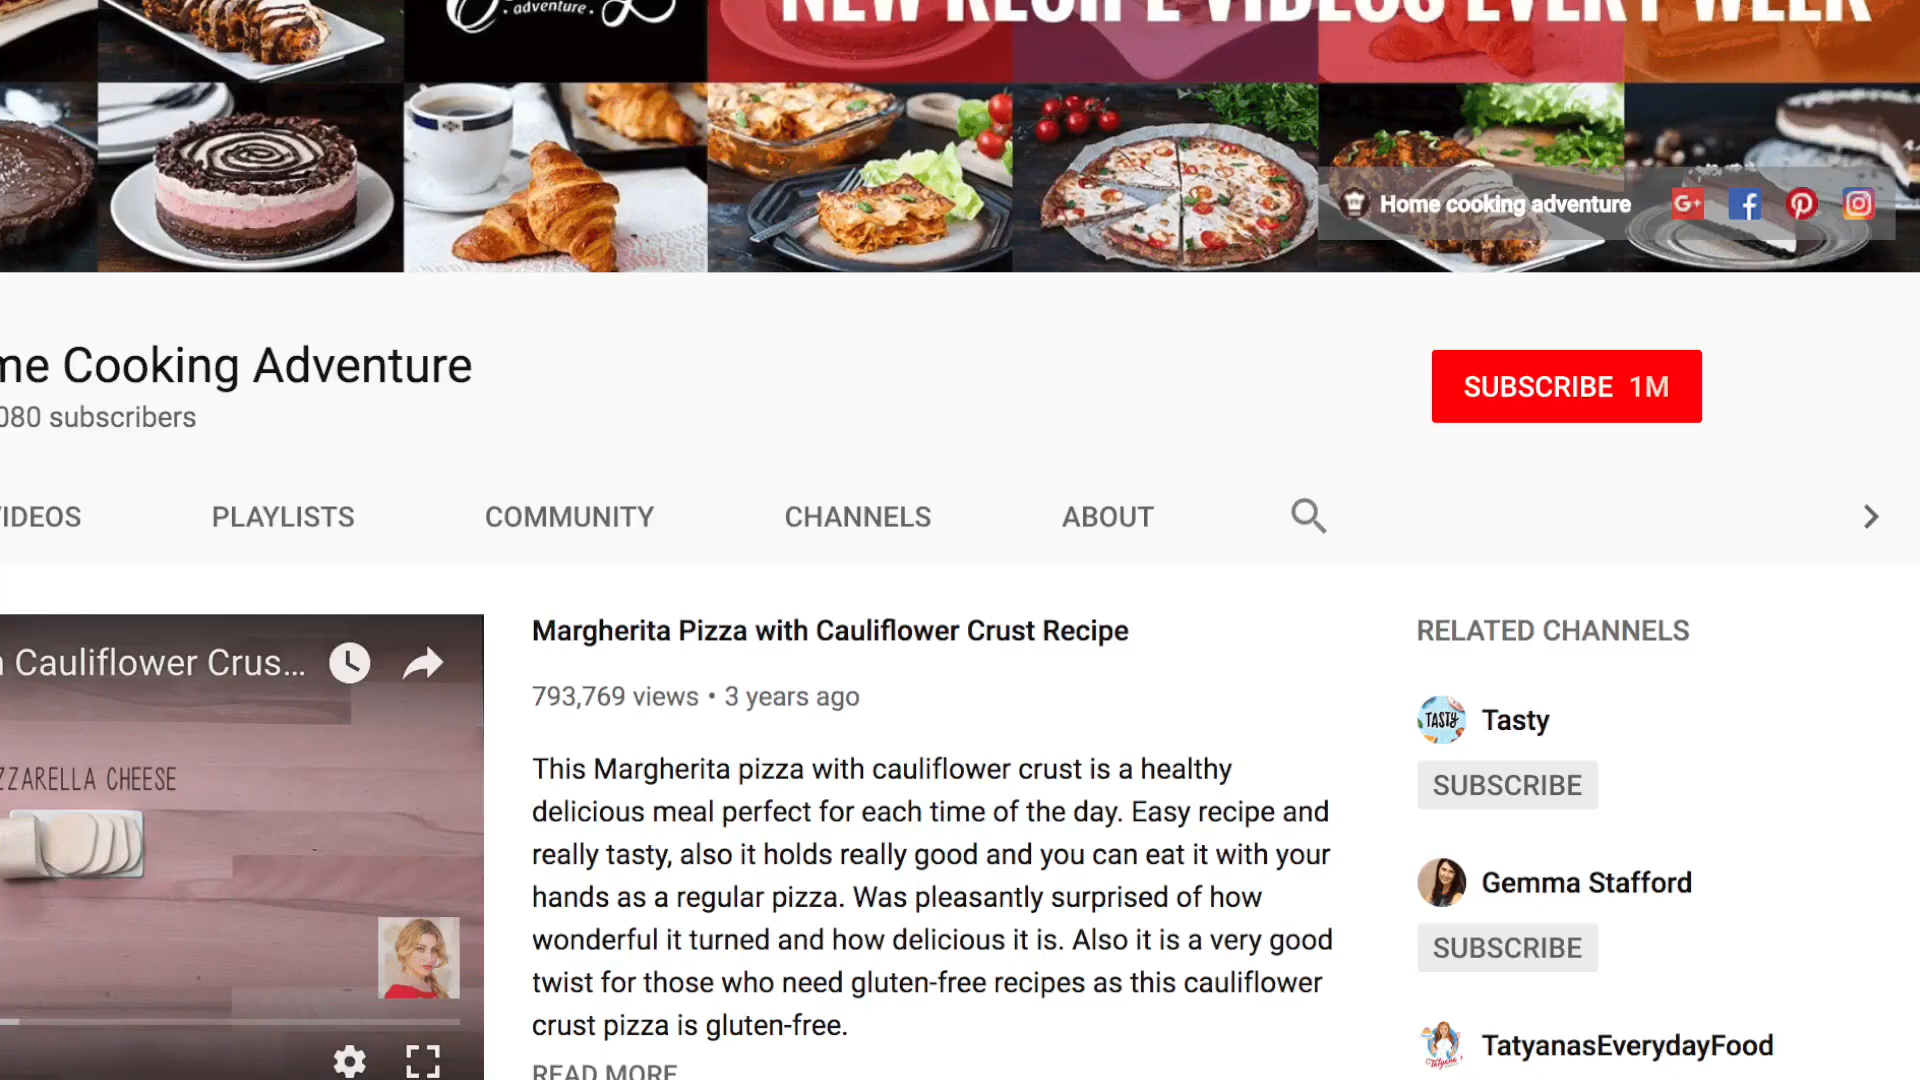 adventure.
NEW RECIPE VIDEOS EVERY WEEK
Home cooking adventure
G+
me Cooking Adventure
080 subscribers
SUBSCRIBE 1M
VIDEOS
PLAYLISTS
COMMUNITY
CHANNELS
ABOUT
Cauliflower Crus...
ZZARELLA CHEESE
Margherita Pizza with Cauliflower Crust Recipe
793,769 views • 3 years ago
This Margherita pizza with cauliflower crust is a healthy
delicious meal perfect for each time of the day. Easy recipe and
really tasty, also it holds really good and you can eat it with your
hands as a regular pizza. Was pleasantly surprised of how
wonderful it turned and how delicious it is. Also it is a very good
twist for those who need gluten-free recipes as this cauliflower
crust pizza is gluten-free.
READ MORE
RELATED CHANNELS
TASTY
Tasty
SUBSCRIBE
Gemma Stafford
SUBSCRIBE
TatyanasEverydayFood